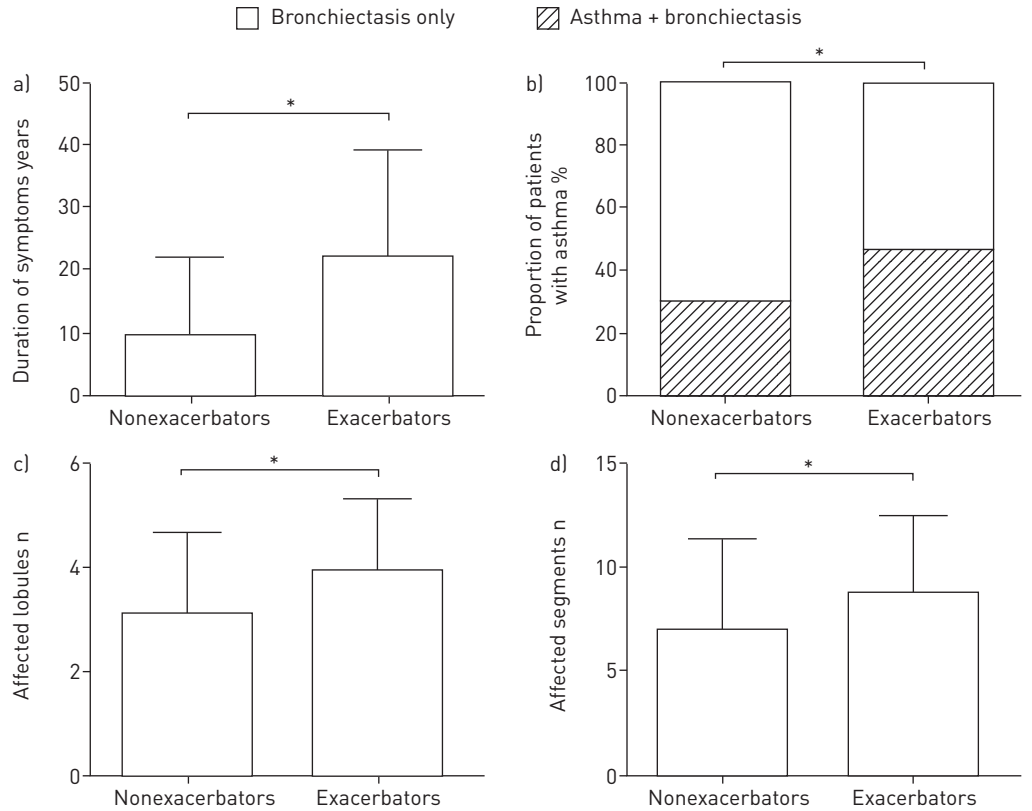 Bronchiectasis only
Asthma + bronchiectasis
a)
Duration of symptoms years
50
40
30
20
10
0
*
Nonexacerbators
Exacerbators
b)
Proportion of patients
with asthma %
100
80
60
40
20
0
*
Nonexacerbators
Exacerbators
c)
Affected lobules n
6
4
2
0
*
Nonexacerbators
Exacerbators
d)
Affected segments n
15
10
5
0
*
Nonexacerbators
Exacerbators